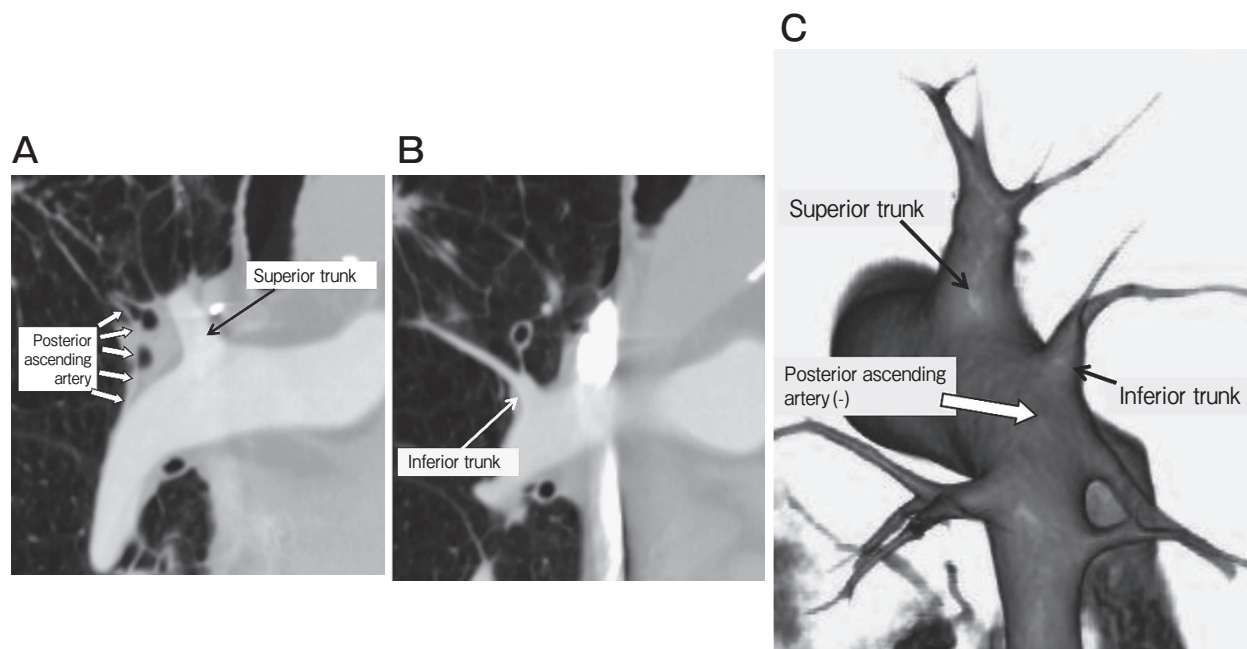 A
Superior trunk
Posterior
ascending
artery
B
Inferior trunk
C
Superior trunk
Posterior ascending
artery (-)
Inferior trunk